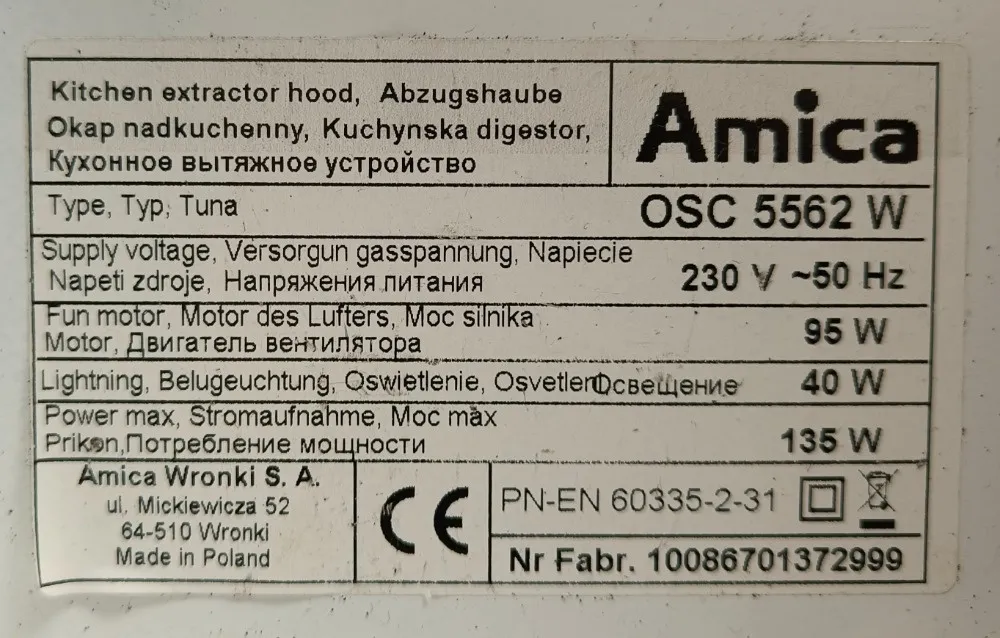 Kitchen extractor hood, Abzugshaube
Okap nadkuchenny, Kuchynska digestor,
Кухонное вытяжное устройство
Amica
Type, Typ, Tuna
OSC 5562 W
Supply voltage, Versorgun gasspannung, Napiecie
Napeti zdroje, Напряжения питания
230 V ~50 Hz
Fun motor, Motor des Lufters, Moc silnika
Motor, Двигатель вентилятора
95 W
Lightning, Belugeuchtung, Oswietlenie, Osvetlen Освещение
40 W
Power max, Stromaufnahme, Moc max
Prikon,Потребление мощности
135 W
Amica Wronki S. A.
ul. Mickiewicza 52
64-510 Wronki
Made in Poland
CE
PN-EN 60335-2-31
Nr Fabr. 10086701372999